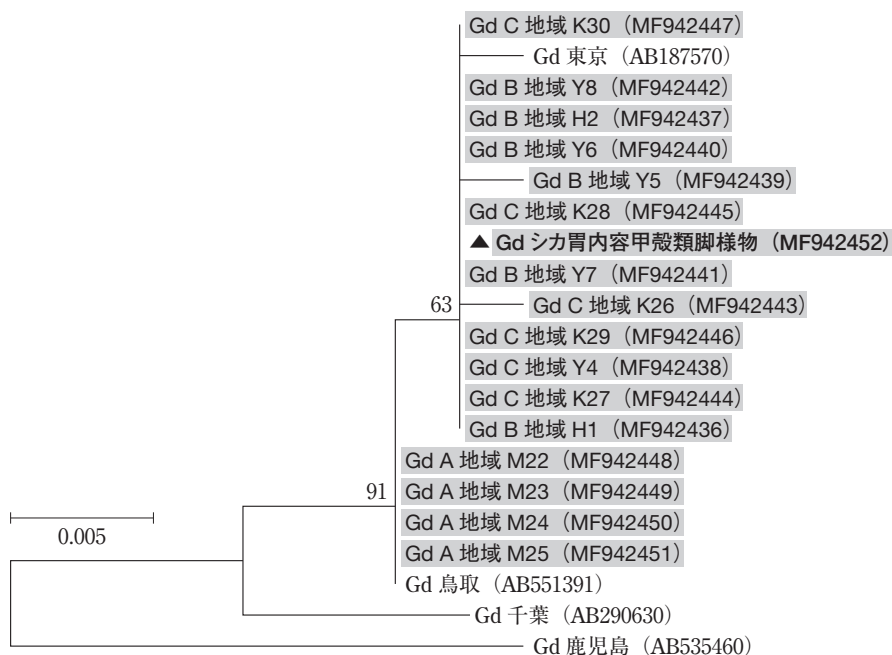 Gd C 地域 K30（MF942447）
Gd 東京（AB187570）
Gd B 地域 Y8（MF942442）
Gd B 地域 H2（MF942437）
Gd B 地域 Y6（MF942440）
Gd B 地域 Y5（MF942439）
Gd C 地域 K28（MF942445）
▲ Gd シカ胃内容甲殻類脚様物（MF942452）
Gd B 地域 Y7（MF942441）
63
Gd C 地域 K26（MF942443）
Gd C 地域 K29（MF942446）
Gd C 地域 Y4（MF942438）
Gd C 地域 K27（MF942444）
Gd B 地域 H1（MF942436）
Gd A 地域 M22（MF942448）
91
Gd A 地域 M23（MF942449）
Gd A 地域 M24（MF942450）
0.005
Gd A 地域 M25（MF942451）
Gd 鳥取（AB551391）
Gd 千葉（AB290630）
Gd 鹿児島（AB535460）